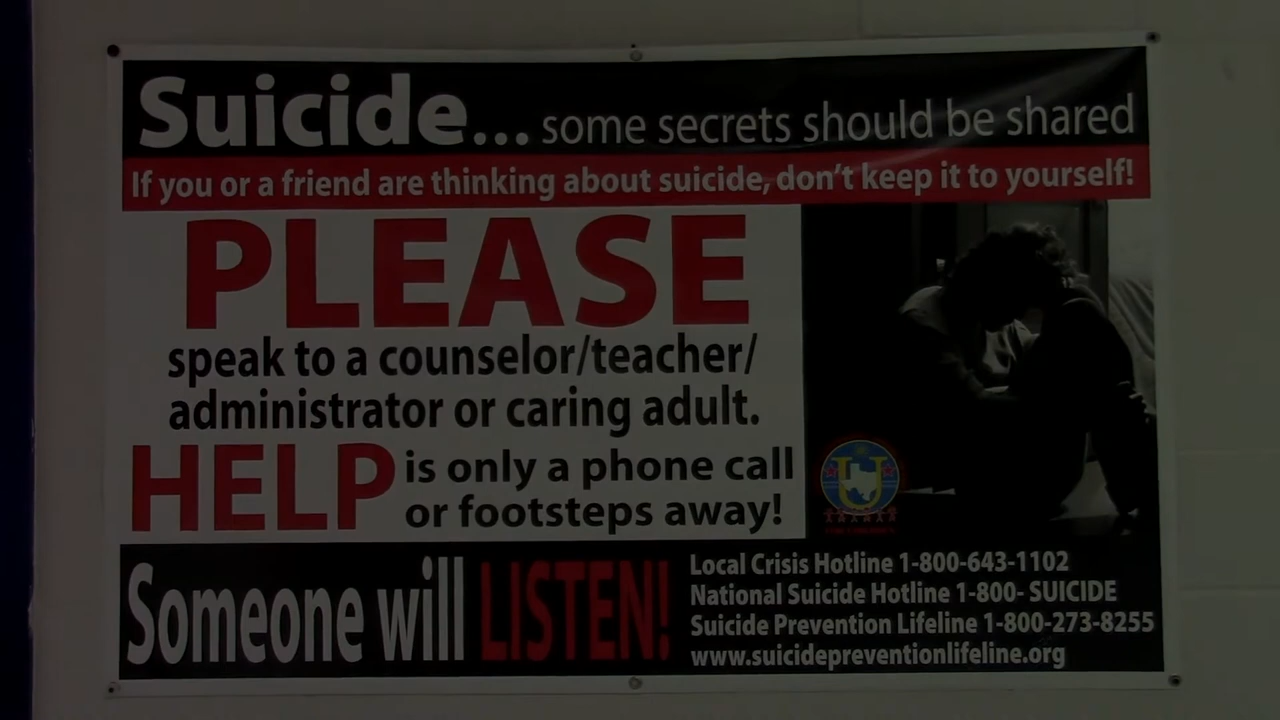 Suicide... some secrets should be shared
If you or a friend are thinking about suicide, don't keep it to yourself!
PLEASE
speak to a counselor/teacher/
administrator or caring adult.
HELP is only a phone call
or footsteps away!
U
Someone will LISTEN!
Local Crisis Hotline 1-800-643-1102
National Suicide Hotline 1-800- SUICIDE
Suicide Prevention Lifeline 1-800-273-8255
www.suicidepreventionlifeline.org